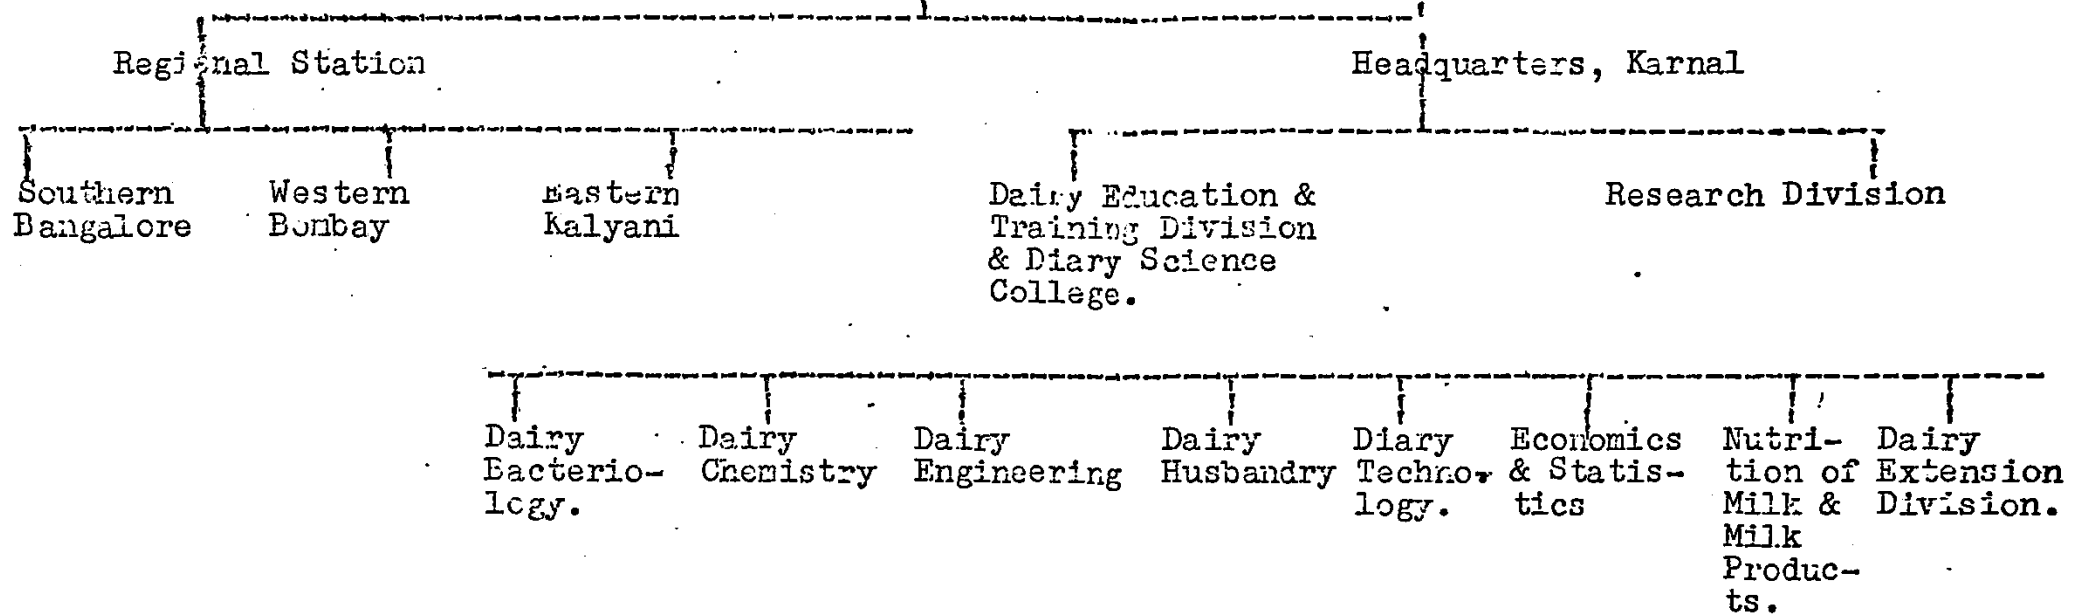 Regional Station
Headquarters, Karnal
Southern
Bangalore
Western
Bombay
Eastern
Kalyani
Dairy Education &
Training Division
& Diary Science
College.
Research Division
Dairy
Bacterio-
logy.
Dairy
Chemistry
Dairy
Engineering
Dairy
Husbandry
Diary
Techno-
logy.
Economics
& Statis-
tics
Nutri-
tion of
Milk &
Milk
Produc-
ts.
Dairy
Extension
Division.